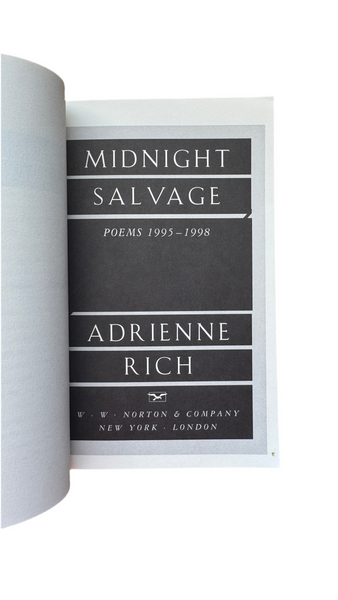 MIDNIGHT
SALVAGE
POEMS 1995–1998
ADRIENNE
RICH
W · W · NORTON & COMPANY
NEW YORK · LONDON